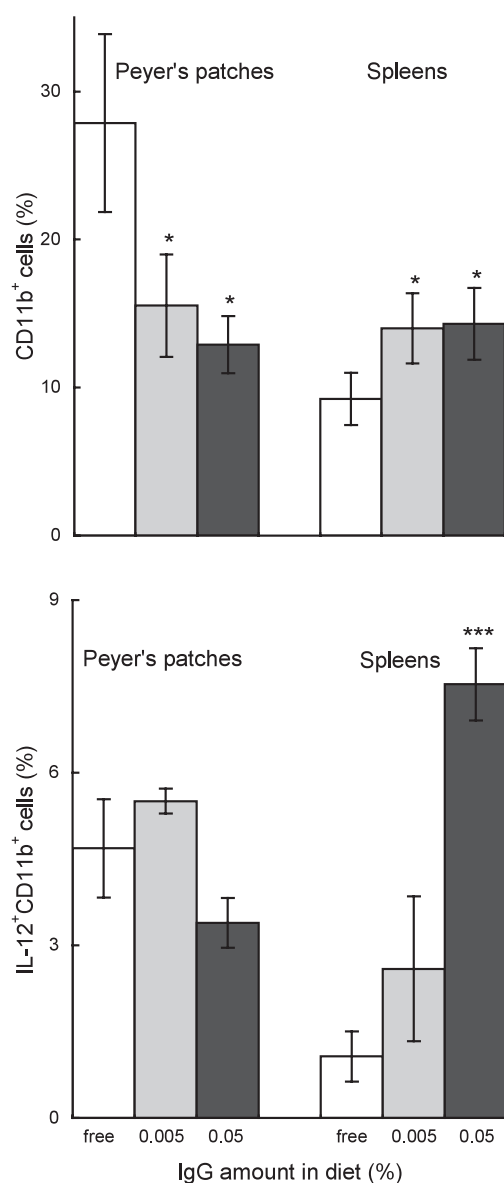 Peyer's patches Spleens
30
20
10
0
CD11b+ cells (%)
* * * *
9
6
3
0
IL-12+CD11b+ cells (%)
Peyer's patches Spleens
***
free 0.005 0.05 free 0.005 0.05
IgG amount in diet (%)